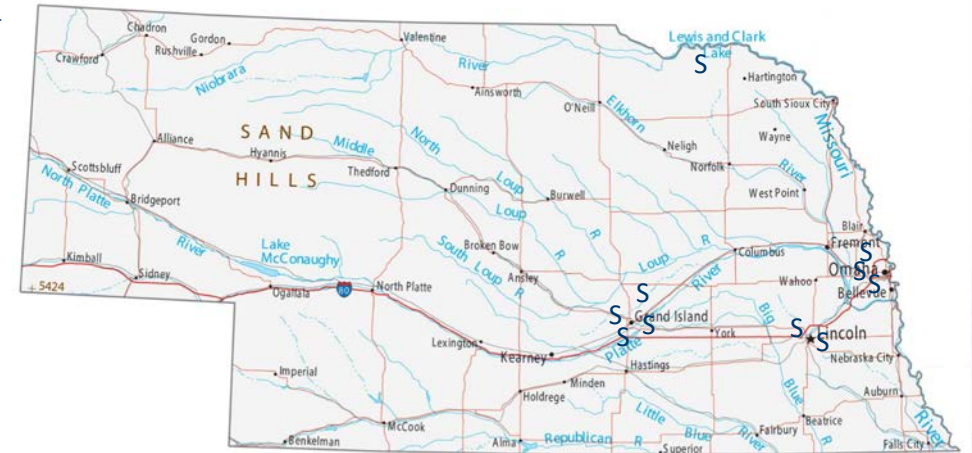 Chadron
Gordon
Rushville
Crawford
Valentine
Lewis and Clark
Lake
S
River
Niobrara
Ainsworth
Hartington
O'Neill
Elkhorn
South Sioux City
Missouri
SAND
HILLS
Alliance
Hyannis
Middle
North
Thedford
Wayne
Neligh
Norfolk
River
Scottsbluff
North Platte
Bridgeport
Dunning
Loup
Loup
Burwell
West Point
River
Lake
McConaughy
South Loup R
Broken Bow
R
R
Loup R
Blair
Fremont
S
Columbus
Kimball
Sidney
Ansley
River
Wahoo
Omaha
S
S
Bellevue
+ 5424
Ogallala
80
North Platte
S
S
Grand Island
S
S
Big
S
Lincoln
S
York
Lexington
Kearney
Platte
Nebraska City
Hastings
Imperial
Minden
Holdrege
Blue
Auburn
Little
Blue
River
Beatrice
McCook
Fairbury
R
River
Benkelman
Alma
Republican R
Superior
Falls City